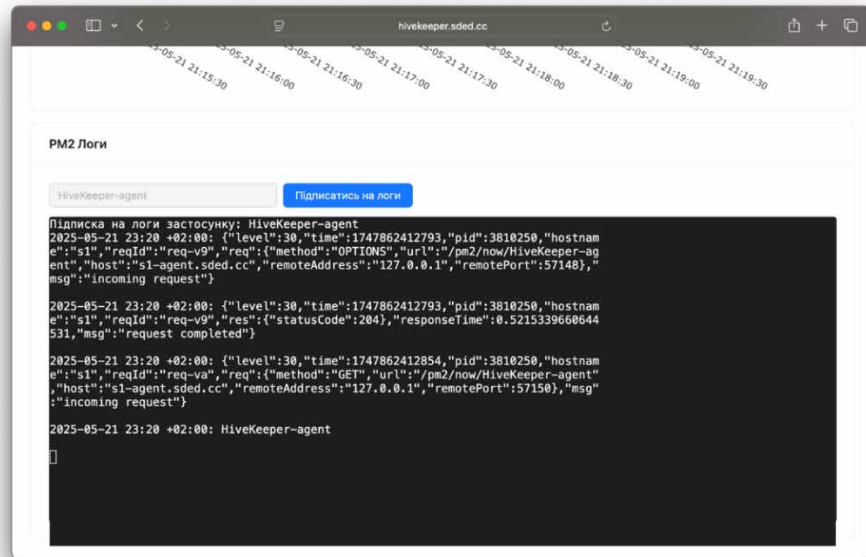 hivekeeper.sded.cc
5-05-21 21:15:30
-05-21 21:16:00
5-05-21 21:16:30
5-05-21 21:17:00
5-05-21 21:17:30
5-05-21 21:18:00
5-05-21 21:18:30
5-05-21 21:19:00
5-05-21 21:19:30
PM2 Логи
HiveKeeper-agent
Підписатись на логи
Підписка на логи застосунку: HiveKeeper-agent
2025-05-21 23:20 +02:00: {"level":30,"time":1747862412793,"pid":3810250,"hostnam
e":"s1","reqId":"req-v9","req":{"method":"OPTIONS","url":"/pm2/now/HiveKeeper-ag
ent","host":"s1-agent.sded.cc","remoteAddress":"127.0.0.1","remotePort":57148},"
msg":"incoming request"}
2025-05-21 23:20 +02:00: {"level":30,"time":1747862412793,"pid":3810250,"hostnam
e":"s1","reqId":"req-v9","res":{"statusCode":204},"responseTime":0.5215339660644
531,"msg":"request completed"}
2025-05-21 23:20 +02:00: {"level":30,"time":1747862412854,"pid":3810250,"hostnam
e":"s1","reqId":"req-va","req":{"method":"GET","url":"/pm2/now/HiveKeeper-agent"
,"host":"s1-agent.sded.cc","remoteAddress":"127.0.0.1","remotePort":57150},"msg"
:"incoming request"}
2025-05-21 23:20 +02:00: HiveKeeper-agent